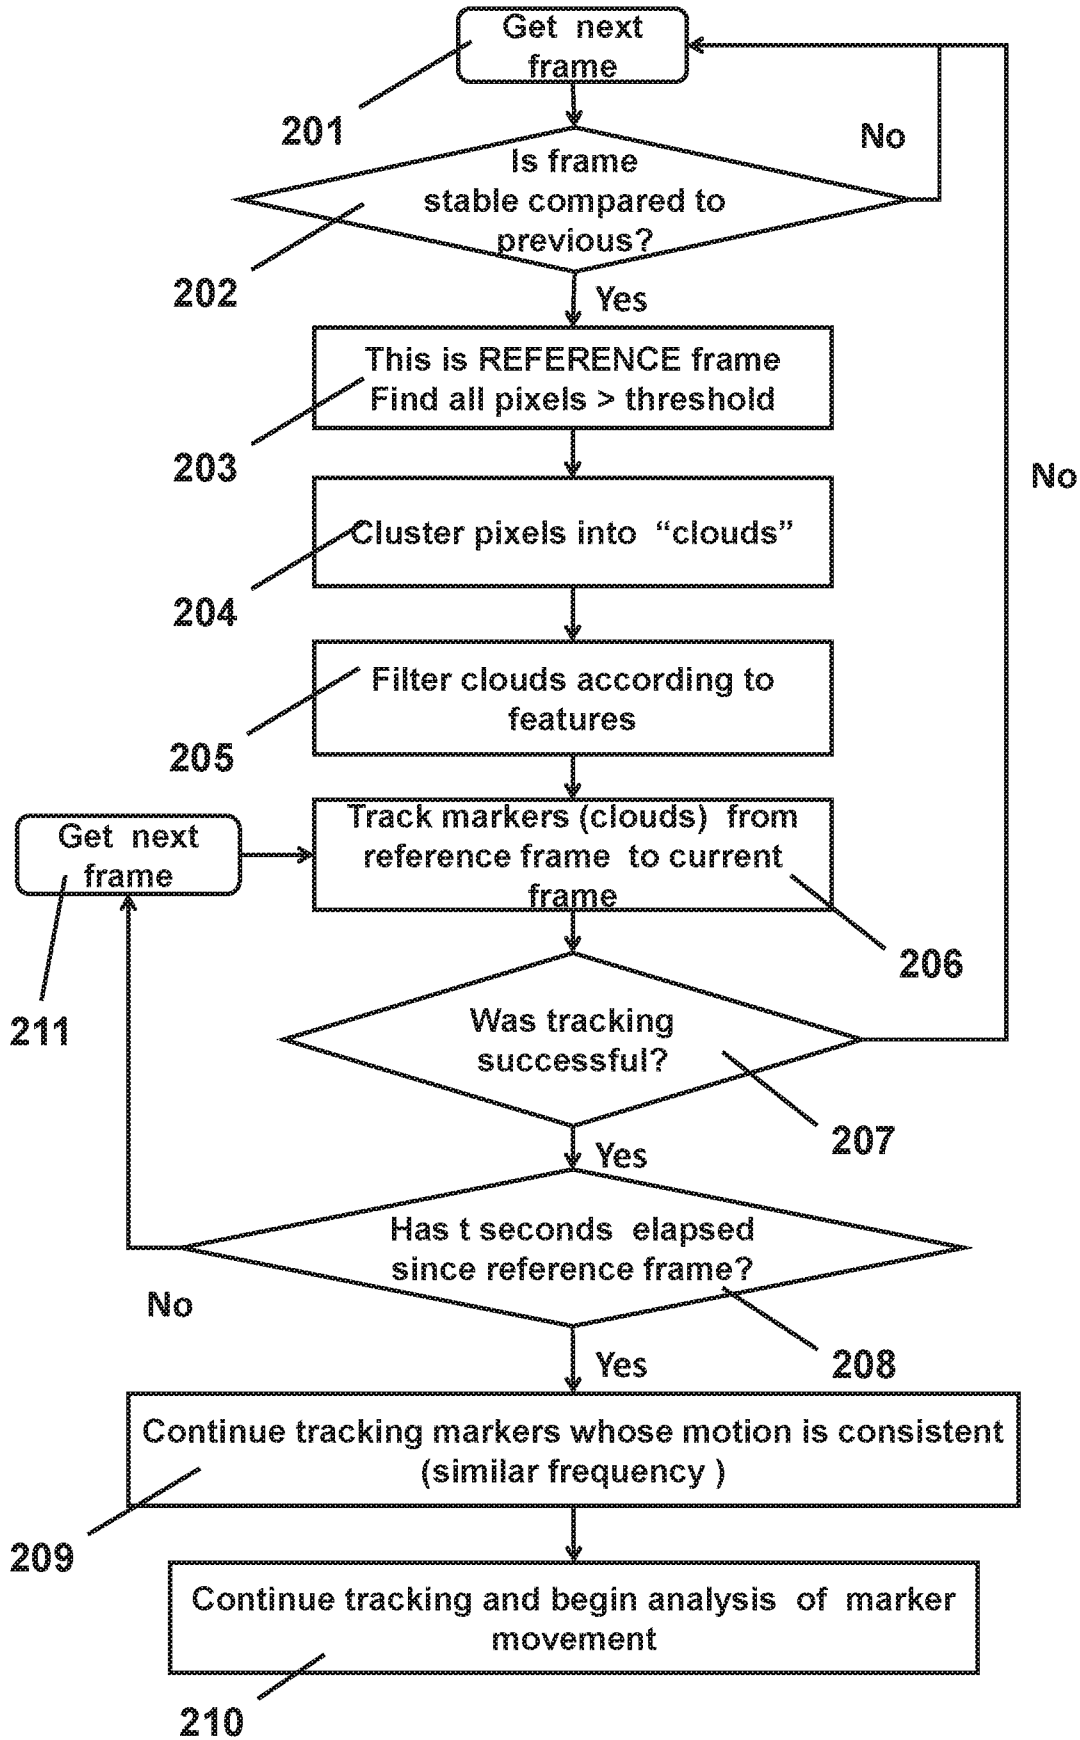 Get next
frame
201
No
Is frame
stable compared to
previous?
202
Yes
This is REFERENCE frame
Find all pixels > threshold
203
No
Cluster pixels into “clouds”
204
Filter clouds according to
features
205
Get next
frame
211
Track markers (clouds) from
reference frame to current
frame
206
Was tracking
successful?
207
Yes
Has t seconds elapsed
since reference frame?
No
208
Yes
Continue tracking markers whose motion is consistent
(similar frequency )
209
Continue tracking and begin analysis of marker
movement
210